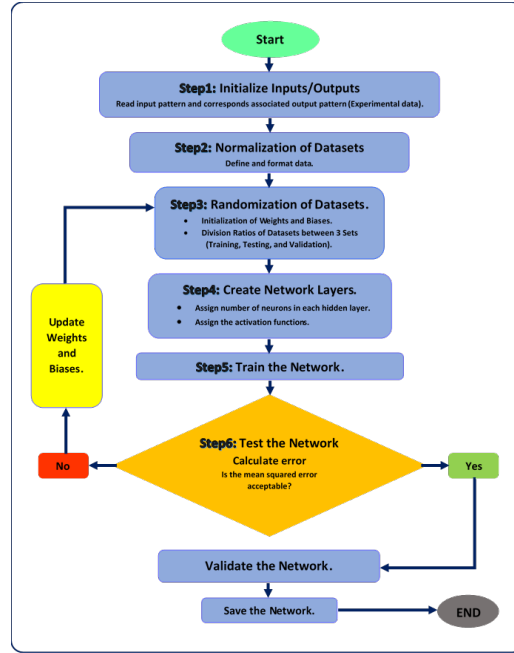 Start
Step1: Initialize Inputs/Outputs
Read input pattern and corresponds associated output pattern (Experimental data).
Step2: Normalization of Datasets
Define and format data.
Step3: Randomization of Datasets.
• Initialization of Weights and Biases.
• Division Ratios of Datasets between 3 Sets
(Training, Testing, and Validation).
Step4: Create Network Layers.
• Assign number of neurons in each hidden layer.
• Assign the activation functions.
Update
Weights
and
Biases.
Step5: Train the Network.
Step6: Test the Network
Calculate error
Is the mean squared error
acceptable?
No
Yes
Validate the Network.
Save the Network.
END